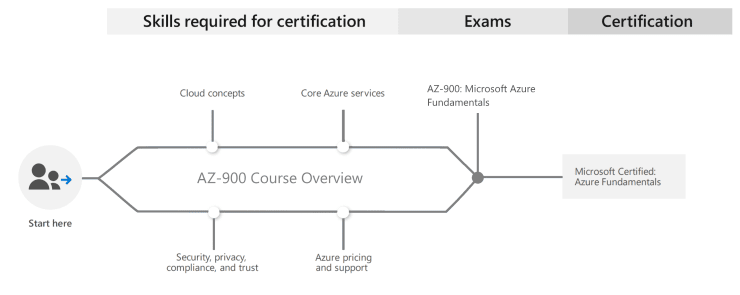 Skills required for certification
Exams
Certification
Cloud concepts
Core Azure services
AZ-900: Microsoft Azure
Fundamentals
AZ-900 Course Overview
Microsoft Certified:
Azure Fundamentals
Start here
Security, privacy,
compliance, and trust
Azure pricing
and support